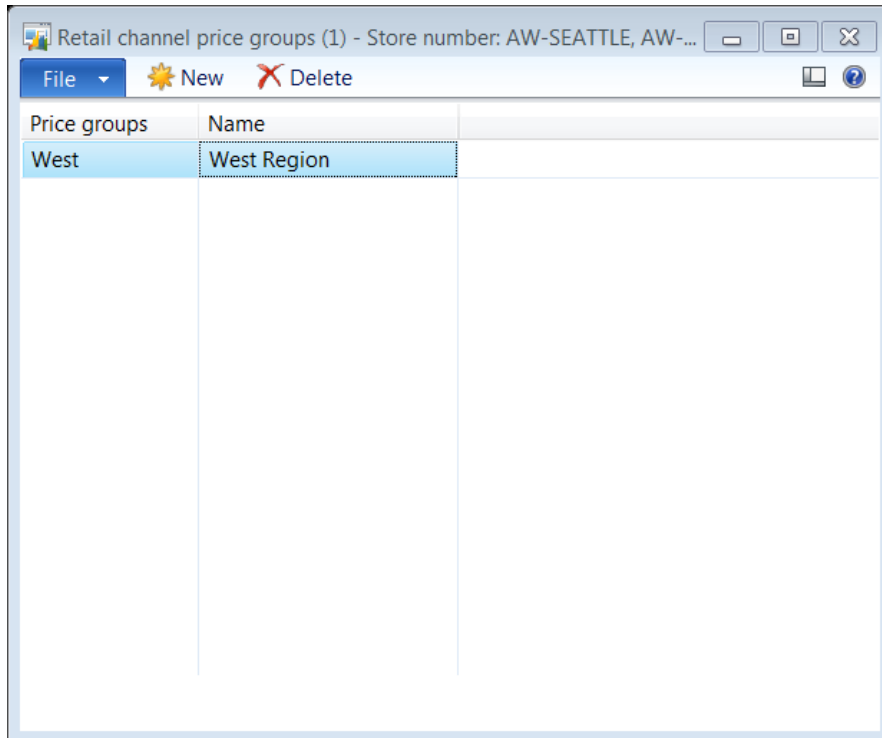 Retail channel price groups (1) - Store number: AW-SEATTLE, AW-...
File New Delete
Price groups Name
West West Region